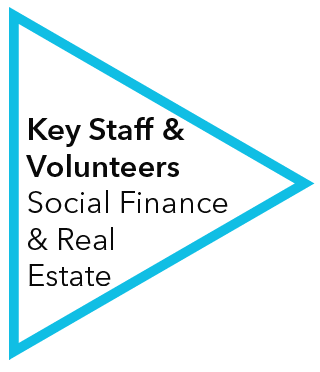 Key Staff &
Volunteers
Social Finance
& Real
Estate